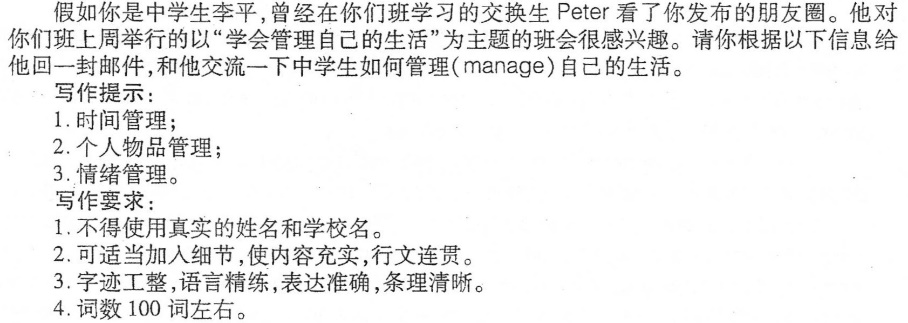 假如你是中学生李平,曾经在你们班学习的交换生 Peter 看了你发布的朋友圈。他对
你们班上周举行的以“学会管理自己的生活”为主题的班会很感兴趣。请你根据以下信息给
他回一封邮件,和他交流一下中学生如何管理(manage)自己的生活。
写作提示:
1. 时间管理;
2. 个人物品管理;
3. 情绪管理。
写作要求:
1. 不得使用真实的姓名和学校名。
2. 可适当加入细节,使内容充实,行文连贯。
3. 字迹工整,语言精练,表达准确,条理清晰。
4. 词数 100 词左右。